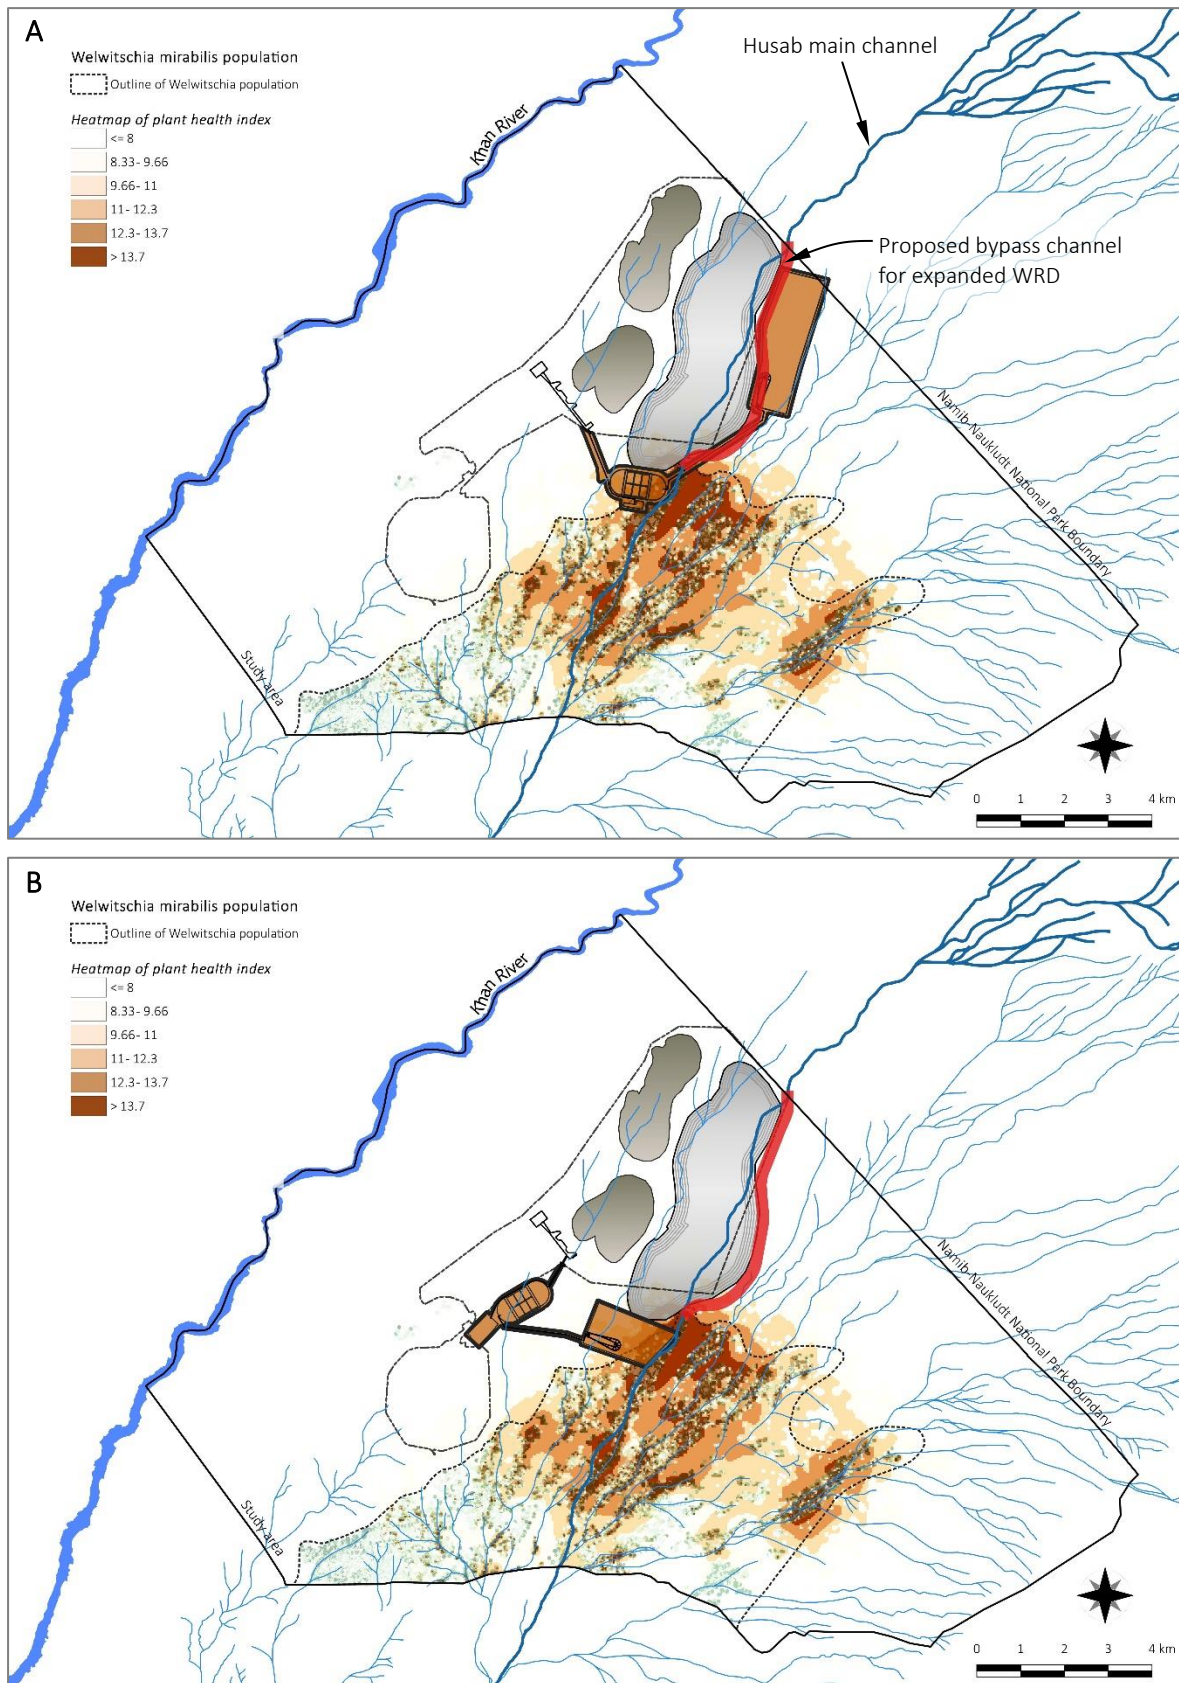 A
Welwitschia mirabilis population
Outline of Welwitschia population
Heatmap of plant health index
<= 8
8.33- 9.66
9.66- 11
11- 12.3
12.3- 13.7
> 13.7
Khan River
Husab main channel
Proposed bypass channel
for expanded WRD
Namib-Naukludt National Park Boundary
Study area
0 1 2 3 4 km
B
Welwitschia mirabilis population
Outline of Welwitschia population
Heatmap of plant health index
<= 8
8.33- 9.66
9.66- 11
11- 12.3
12.3- 13.7
> 13.7
Khan River
Namib-Naukludt National Park Boundary
Study area
0 1 2 3 4 km